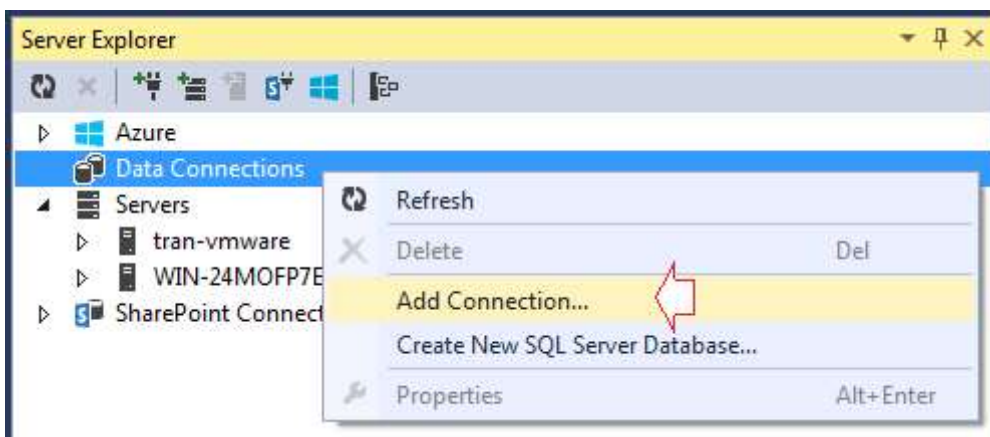 Server Explorer
Azure
Data Connections
Refresh
Servers
tran-vmware
Delete Del
WIN-24MOFP7E
Add Connection...
SharePoint Connect
Create New SQL Server Database...
Properties Alt+Enter